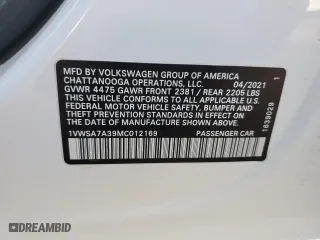 MFD BY VOLKSWAGEN GROUP OF AMERICA
CHATTANOOGA OPERATIONS, LLC. 04/2021
GVWR 4475 GAWR FRONT 2381 / REAR 2205 LBS
THIS VEHICLE CONFORMS TO ALL APPLICABLE U.S.
FEDERAL MOTOR VEHICLE SAFETY, BUMPER, AND
THEFT PREVENTION STANDARDS IN EFFECT ON
THE DATE OF MANUFACTURE SHOWN ABOVE.
1VWSA7A39MC012169 PASSENGER CAR
1639029
1
DREAMBID